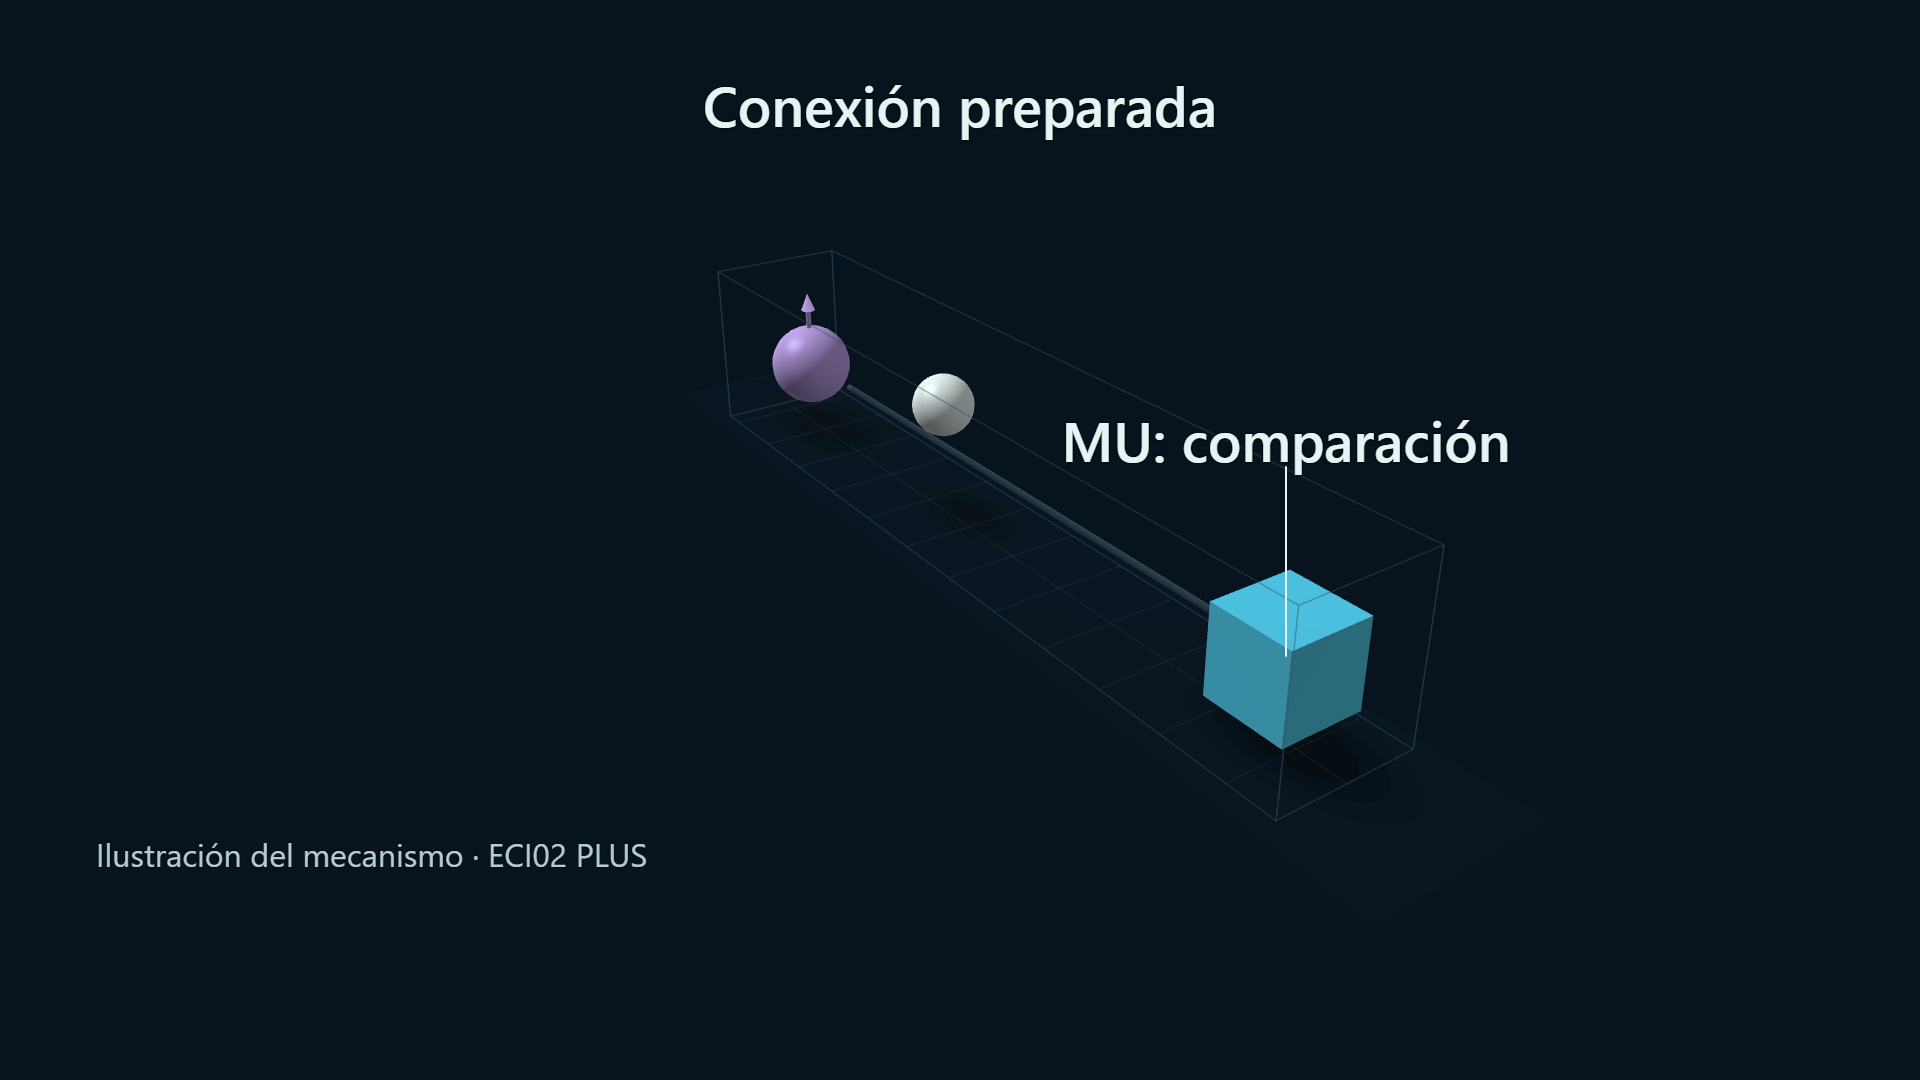 Conexión preparada
MU: comparación
Ilustración del mecanismo · ECI02 PLUS